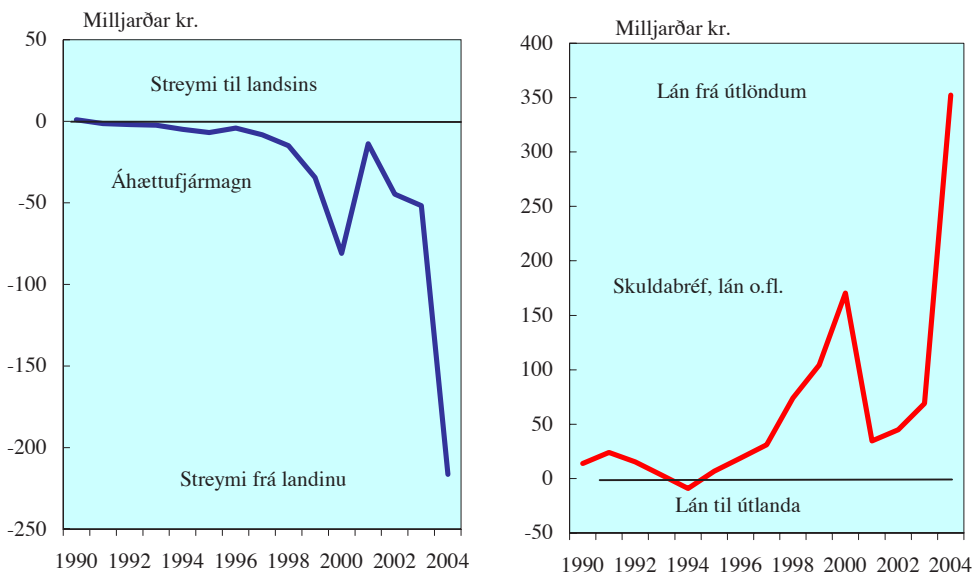 Milljarðar kr.
50
0
-50
-100
-150
-200
-250
Streymi til landsins
Áhættufjármagn
Streymi frá landinu
1990 1992 1994 1996 1998 2000 2002 2004
Milljarðar kr.
400
350
300
250
200
150
100
50
0
-50
Lán frá útlöndum
Skuldabréf, lán o.fl.
Lán til útlanda
1990 1992 1994 1996 1998 2000 2002 2004